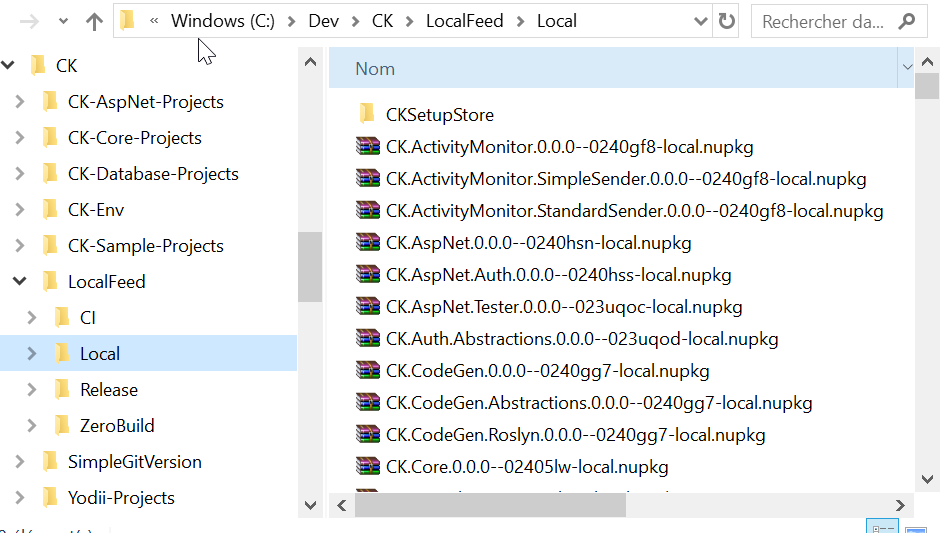 « Windows (C:) > Dev > CK > LocalFeed > Local
Rechercher da...
CK
CK-AspNet-Projects
CK-Core-Projects
CK-Database-Projects
CK-Env
CK-Sample-Projects
LocalFeed
CI
Local
Release
ZeroBuild
SimpleGitVersion
Yodii-Projects
Nom
CKSetupStore
CK.ActivityMonitor.0.0.0--0240gf8-local.nupkg
CK.ActivityMonitor.SimpleSender.0.0.0--0240gf8-local.nupkg
CK.ActivityMonitor.StandardSender.0.0.0--0240gf8-local.nupkg
CK.AspNet.0.0.0--0240hsn-local.nupkg
CK.AspNet.Auth.0.0.0--0240hss-local.nupkg
CK.AspNet.Tester.0.0.0--023uqoc-local.nupkg
CK.Auth.Abstractions.0.0.0--023uqod-local.nupkg
CK.CodeGen.0.0.0--0240gg7-local.nupkg
CK.CodeGen.Abstractions.0.0.0--0240gg7-local.nupkg
CK.CodeGen.Roslyn.0.0.0--0240gg7-local.nupkg
CK.Core.0.0.0--02405lw-local.nupkg